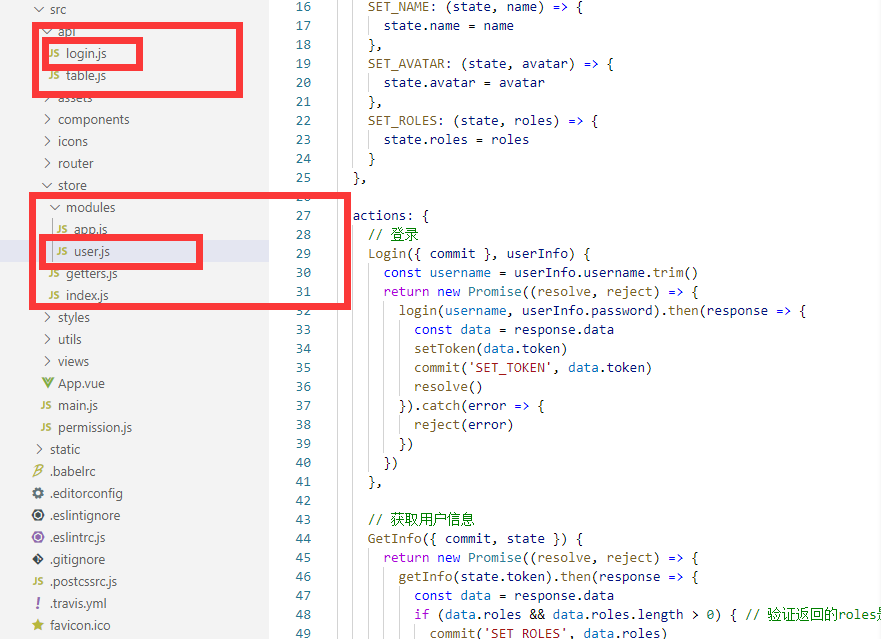 src
api
login.js
table.js
assets
components
icons
router
store
modules
app.js
user.js
getters.js
index.js
styles
utils
views
App.vue
main.js
permission.js
static
.babelrc
.editorconfig
.eslintignore
.eslintrc.js
.gitignore
.postcssrc.js
.travis.yml
favicon.ico
16 SET_NAME: (state, name) => {
17 state.name = name
18 },
19 SET_AVATAR: (state, avatar) => {
20 state.avatar = avatar
21 },
22 SET_ROLES: (state, roles) => {
23 state.roles = roles
24 }
25 },
26
27 actions: {
28 // 登录
29 Login({ commit }, userInfo) {
30 const username = userInfo.username.trim()
31 return new Promise((resolve, reject) => {
32 login(username, userInfo.password).then(response => {
33 const data = response.data
34 setToken(data.token)
35 commit('SET_TOKEN', data.token)
36 resolve()
37 }).catch(error => {
38 reject(error)
39 })
40 })
41 },
42
43 // 获取用户信息
44 GetInfo({ commit, state }) {
45 return new Promise((resolve, reject) => {
46 getInfo(state.token).then(response => {
47 const data = response.data
48 if (data.roles && data.roles.length > 0) { // 验证返回的roles是
49 commit('SET_ROLES', data.roles)